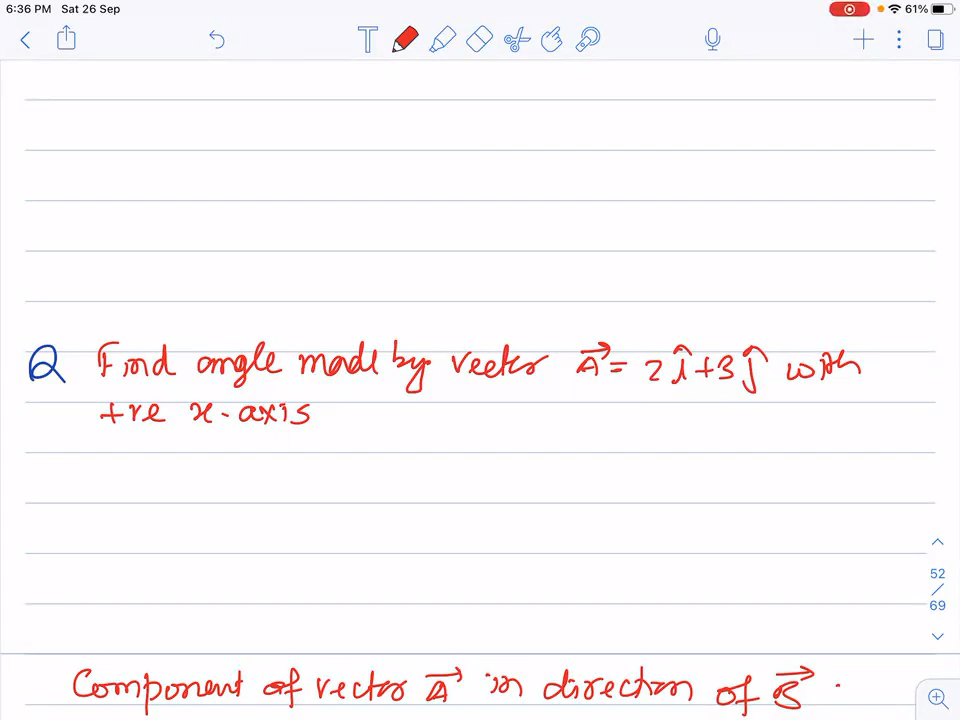 6:36 PM Sat 26 Sep 61%
T
Q Find angle made by vector A⃗ = 2î+3ĵ with
+ve x-axis
52
/
69
Component of vector A⃗ in direction of B⃗ .